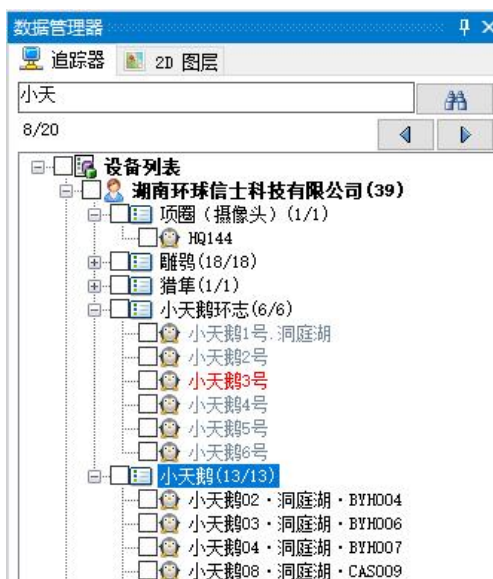 数据管理器
追踪器 2D 图层
小天
8/20
设备列表
湖南环球信士科技有限公司(39)
项圈（摄像头）(1/1)
HQ144
雕鸮(18/18)
猎隼(1/1)
小天鹅环志(6/6)
小天鹅1号.洞庭湖
小天鹅2号
小天鹅3号
小天鹅4号
小天鹅5号
小天鹅6号
小天鹅(13/13)
小天鹅02·洞庭湖·BYH004
小天鹅03·洞庭湖·BYH006
小天鹅04·洞庭湖·BYH007
小天鹅08·洞庭湖·CAS009